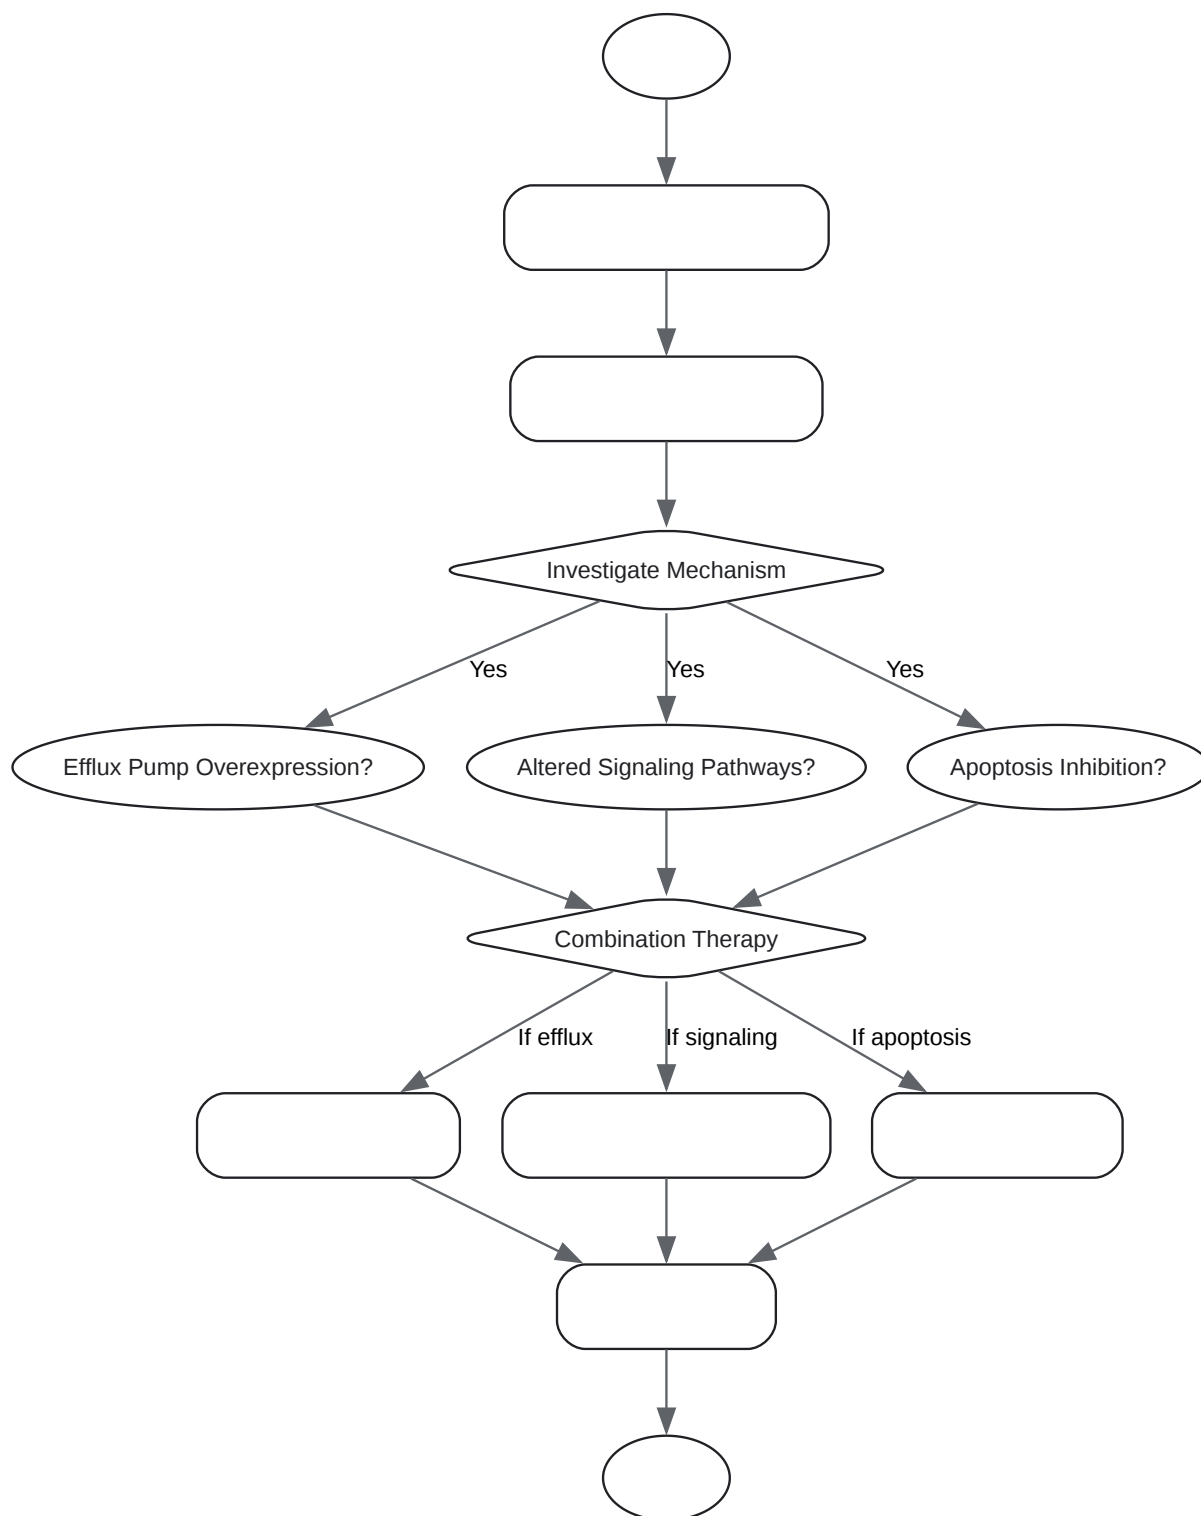 Investigate Mechanism
Yes
Yes
Yes
Efflux Pump Overexpression?
Altered Signaling Pathways?
Apoptosis Inhibition?
Combination Therapy
If efflux
If signaling
If apoptosis